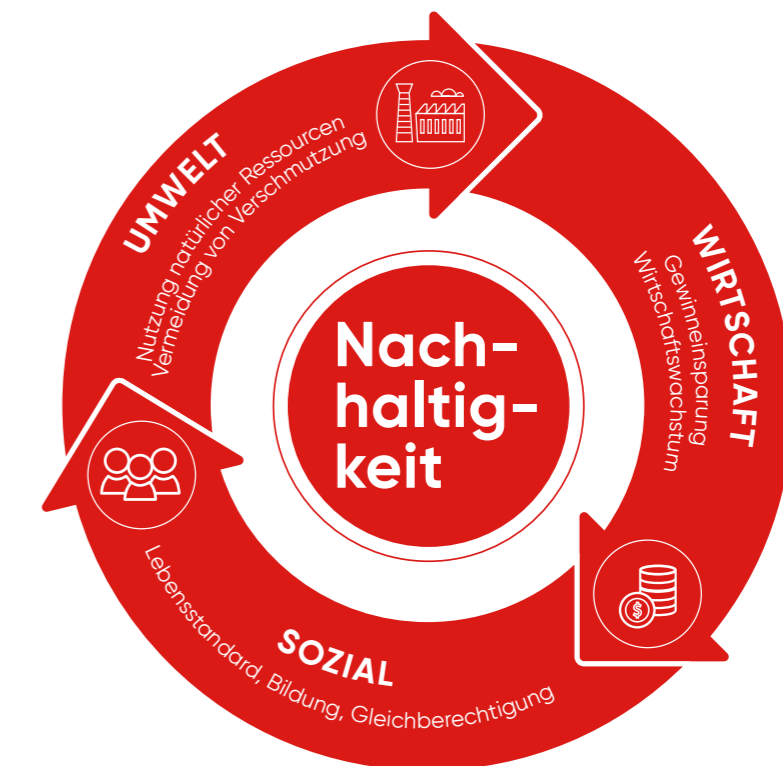 UMWELT
Nutzung natürlicher Ressourcen
Vermeidung von Verschmutzung
WIRTSCHAFT
Gewinneinsparung
Wirtschaftswachstum
Nach-
haltig-
keit
$
SOZIAL
Lebensstandard, Bildung, Gleichberechtigung